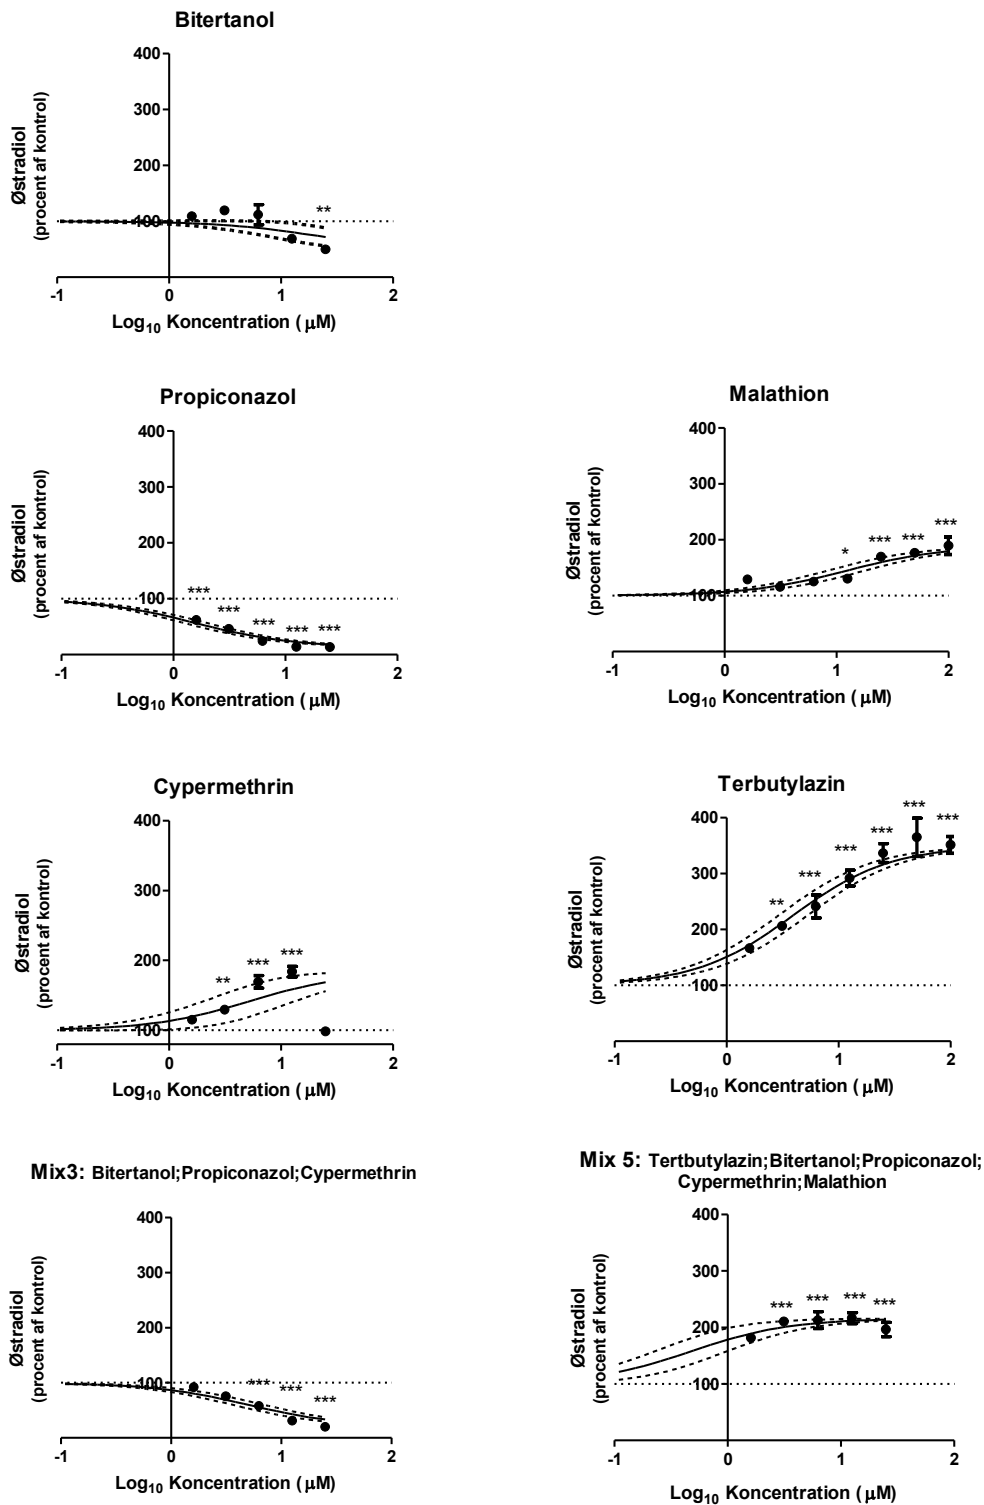 Bitertanol
400
300
200
100
**
Østradiol
(procent af kontrol)
-1 0 1 2
Log10 Koncentration ( µM)
Propiconazol
400
300
200
100
***
***
***
***
***
Østradiol
(procent af kontrol)
-1 0 1 2
Log10 Koncentration ( µM)
Malathion
400
300
200
100
*
***
***
***
Østradiol
(procent af kontrol)
-1 0 1 2
Log10 Koncentration ( µM)
Cypermethrin
400
300
200
100
**
***
***
Østradiol
(procent af kontrol)
-1 0 1 2
Log10 Koncentration ( µM)
Terbutylazin
400
300
200
100
**
***
***
***
***
***
Østradiol
(procent af kontrol)
-1 0 1 2
Log10 Koncentration ( µM)
Mix3: Bitertanol;Propiconazol;Cypermethrin
400
300
200
100
***
***
***
Østradiol
(procent af kontrol)
-1 0 1 2
Log10 Koncentration ( µM)
Mix 5: Tertbutylazin;Bitertanol;Propiconazol;
Cypermethrin;Malathion
400
300
200
100
***
***
***
***
Østradiol
(procent af kontrol)
-1 0 1 2
Log10 Koncentration ( µM)